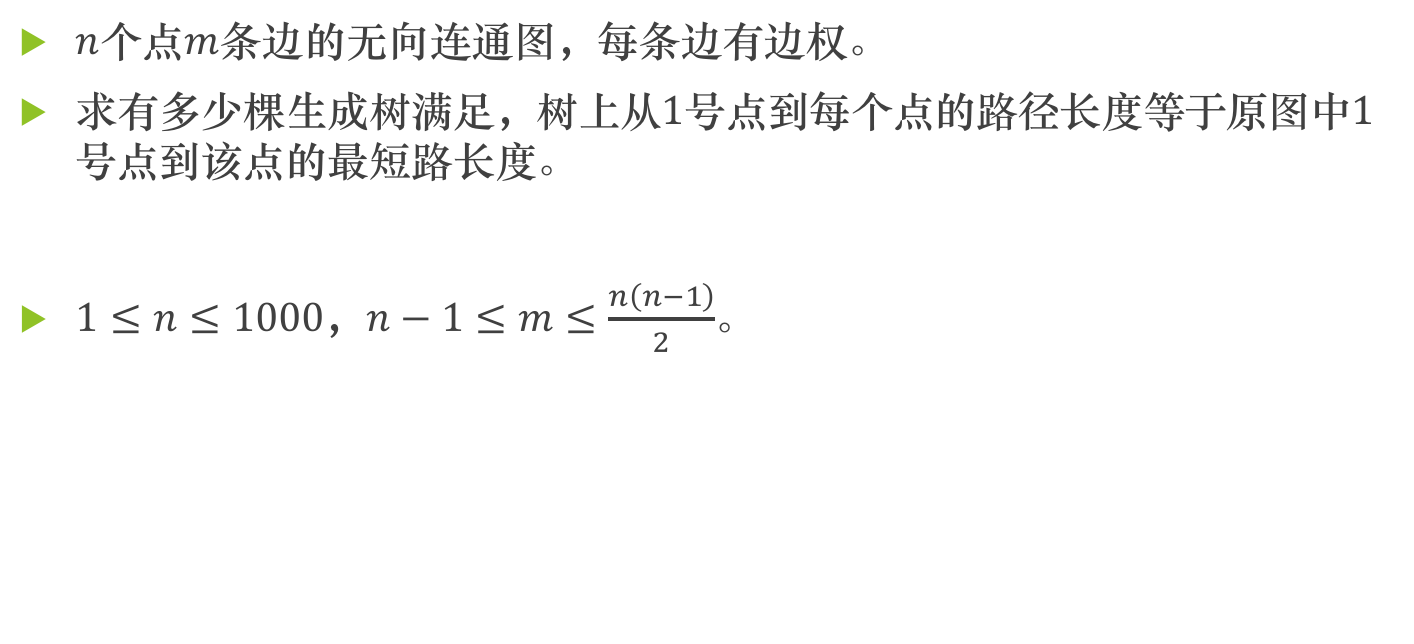 n个点m条边的无向连通图，每条边有边权。
求有多少棵生成树满足，树上从1号点到每个点的路径长度等于原图中1
号点到该点的最短路长度。
1 ≤ n ≤ 1000，n − 1 ≤ m ≤ n(n−1)/2。